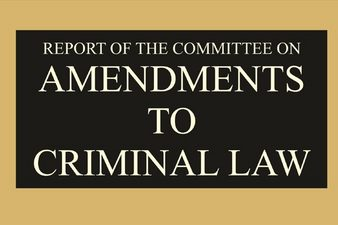 REPORT OF THE COMMITTEE ON
AMENDMENTS
TO
CRIMINAL LAW